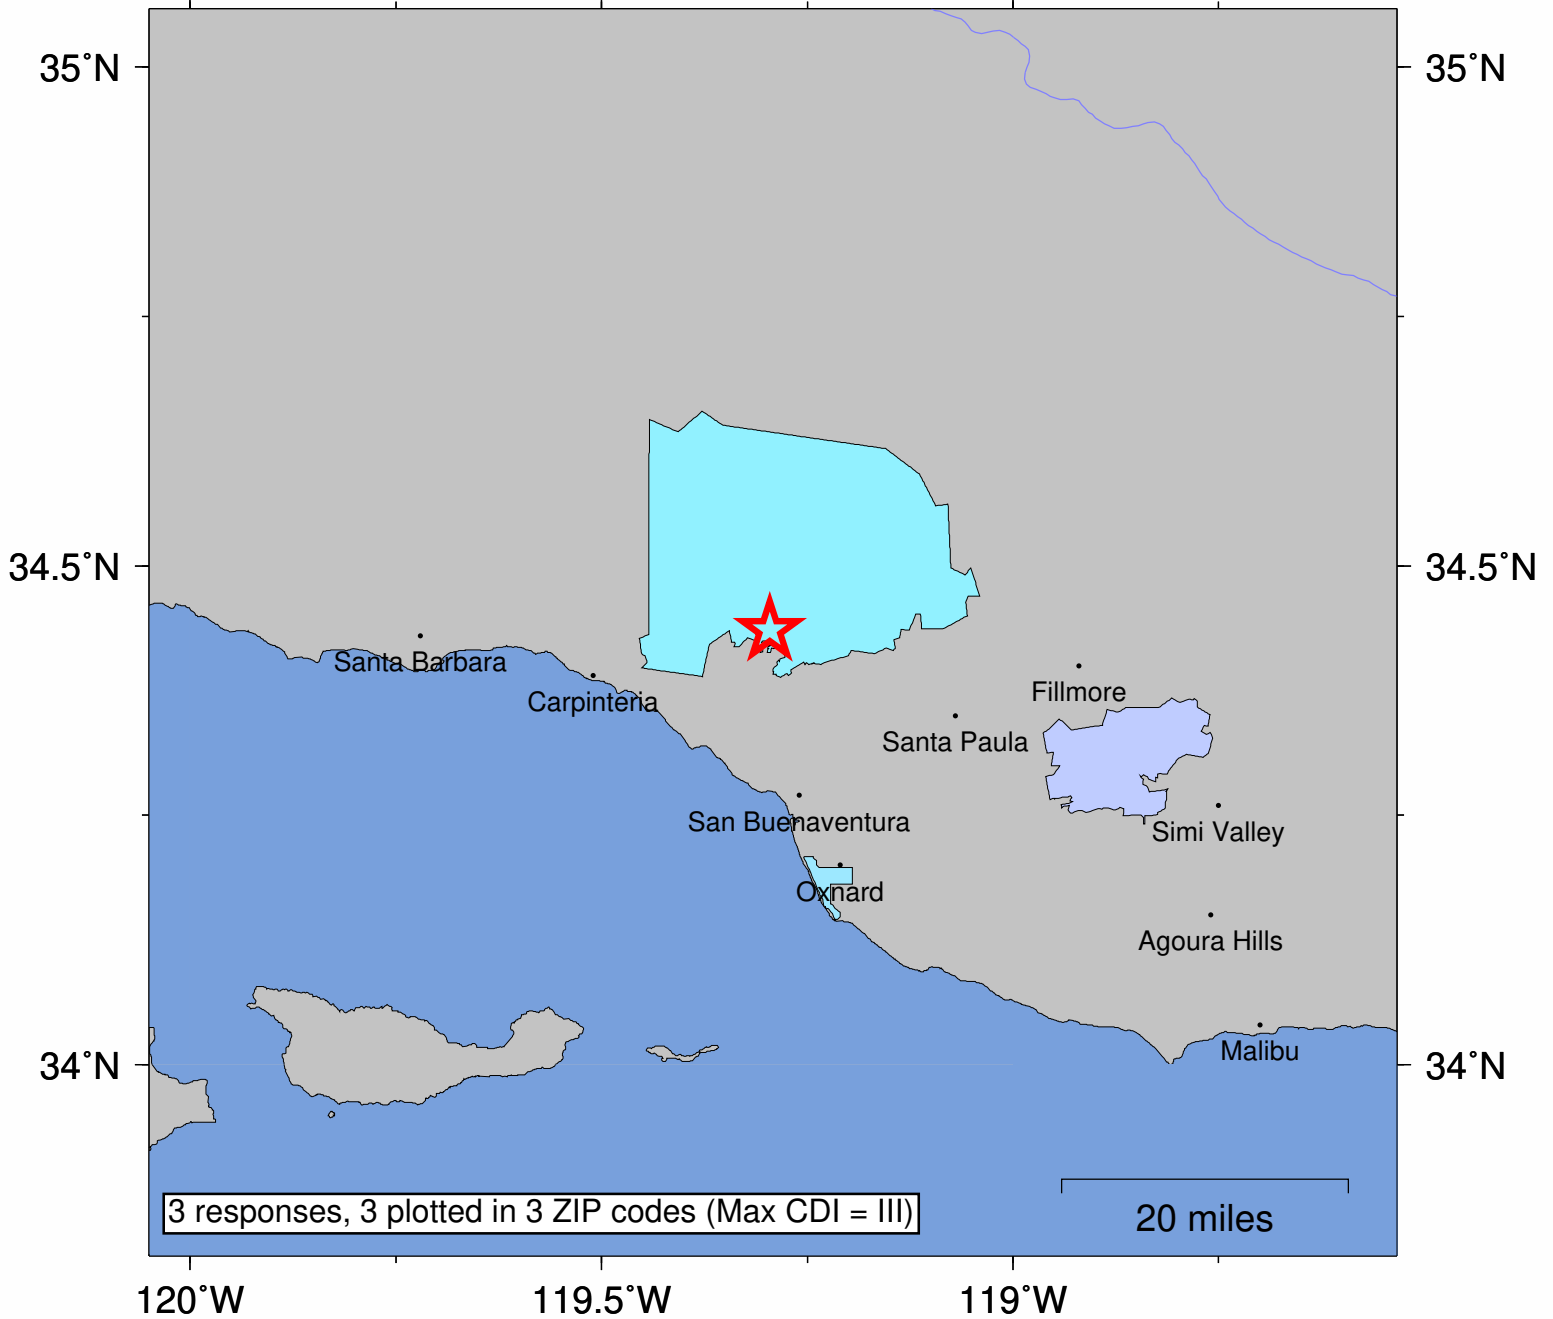 35˚N 35˚N
34.5˚N 34.5˚N
Santa Barbara
Carpinteria
Fillmore
Santa Paula
San Buenaventura
Simi Valley
Oxnard
Agoura Hills
Malibu
34˚N 34˚N
3 responses, 3 plotted in 3 ZIP codes (Max CDI = III)
20 miles
120˚W 119.5˚W 119˚W